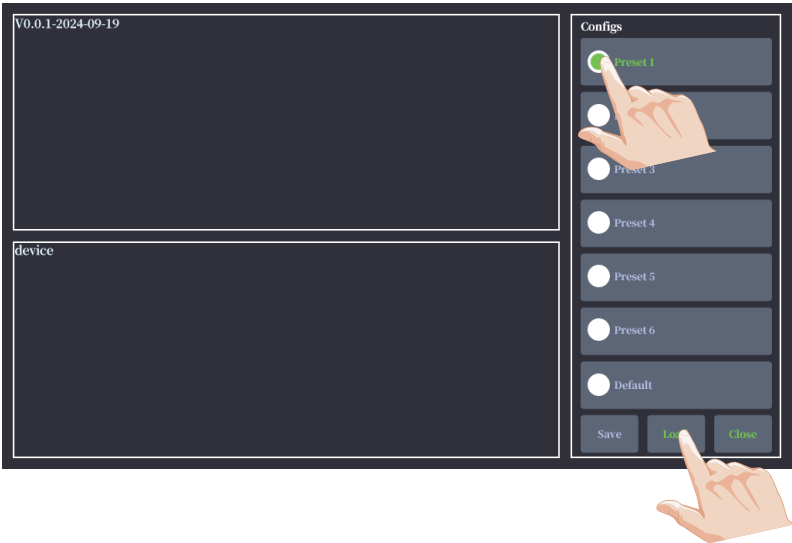 V0.0.1-2024-09-19
device
Configs
Preset 1
Preset 3
Preset 4
Preset 5
Preset 6
Default
Save
Close